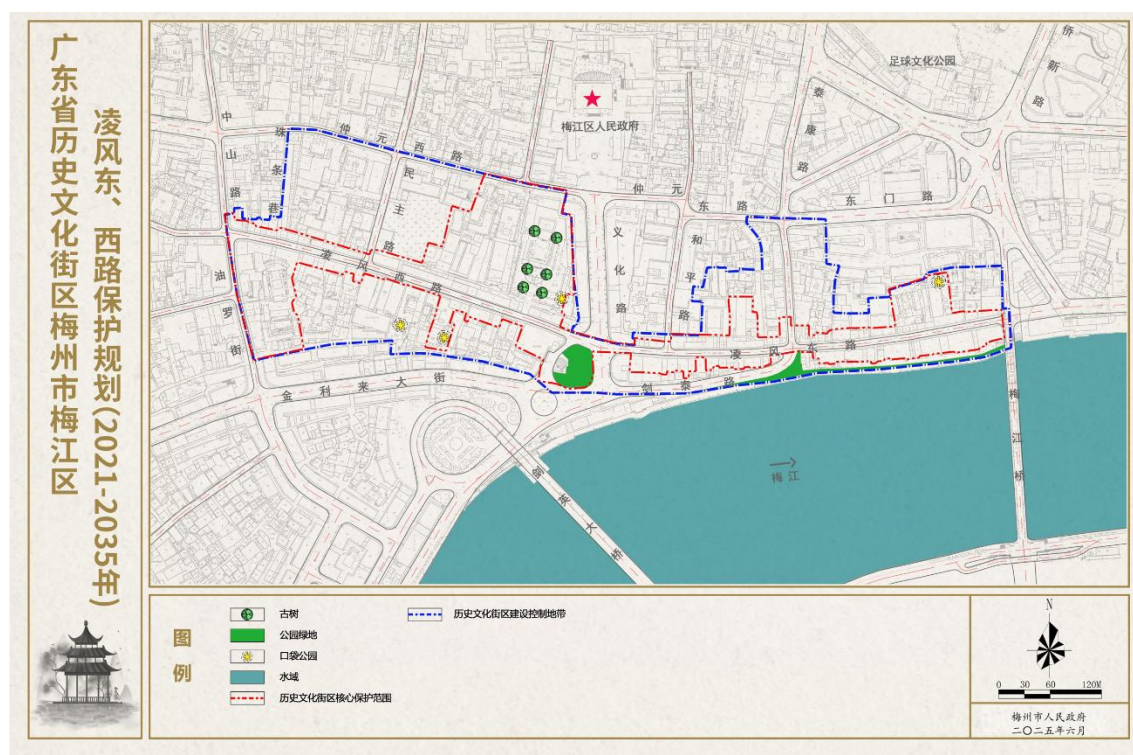 广东省历史文化街区梅州市梅江区
凌风东、西路保护规划(2021-2035年)
足球文化公园
侨新路
泰康路
梅江区人民政府
中山路
珠条巷
仲元西路
民主路
仲元东路
东门路
义化路
和平路
油罗街
凌风西路
凌风东路
剑泰路
金利来大街
梅江
梅江桥
剑英大桥
图例
古树
公园绿地
口袋公园
水域
历史文化街区核心保护范围
历史文化街区建设控制地带
N
0 30 60 120M
梅州市人民政府
二〇二五年六月